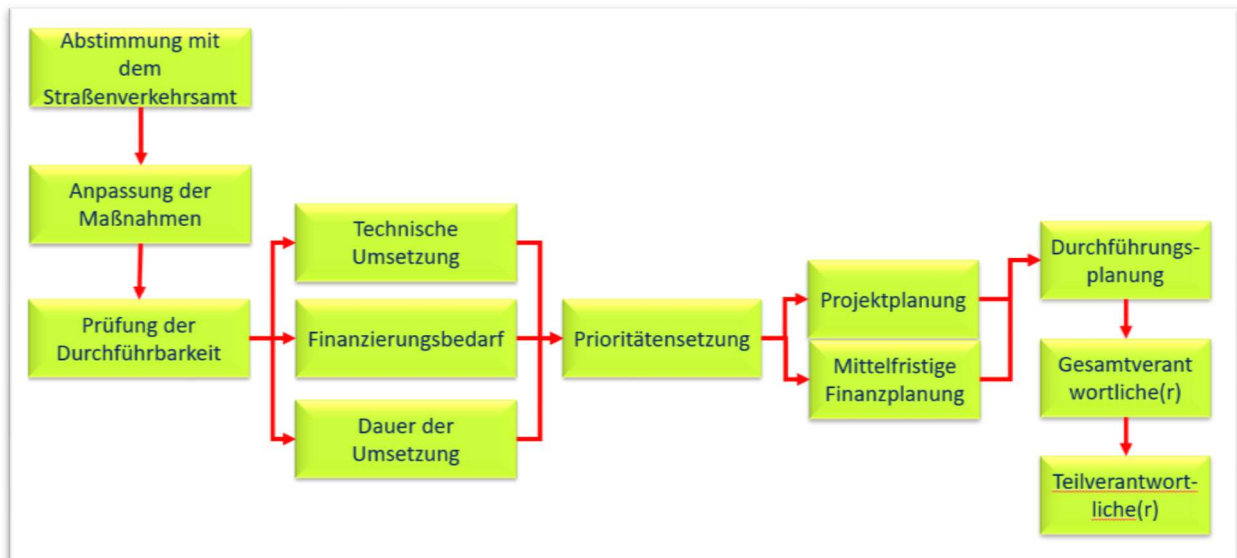 Abstimmung mit
dem
Straßenverkehrsamt
Anpassung der
Maßnahmen
Prüfung der
Durchführbarkeit
Technische
Umsetzung
Finanzierungsbedarf
Dauer der
Umsetzung
Prioritätensetzung
Projektplanung
Mittelfristige
Finanzplanung
Durchführungs-
planung
Gesamtverant
wortliche(r)
Teilverantwort-
liche(r)